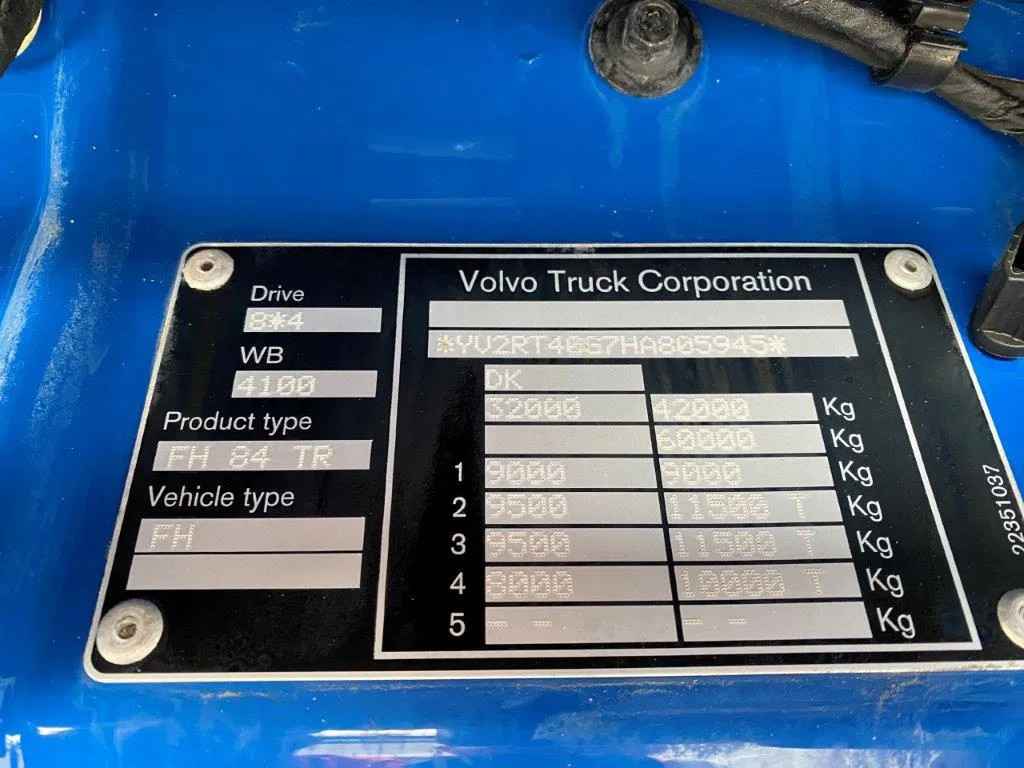 Volvo Truck Corporation
*YV2RT40G7HA805945*
Drive
8*4
WB
4100
Product type
FH 84 TR
Vehicle type
FH
DK
32000 42000 Kg
60000 Kg
1 9000 9000 Kg
2 9500 11500 T Kg
3 9500 11500 T Kg
4 8000 10000 T Kg
5 -- -- Kg
22351037